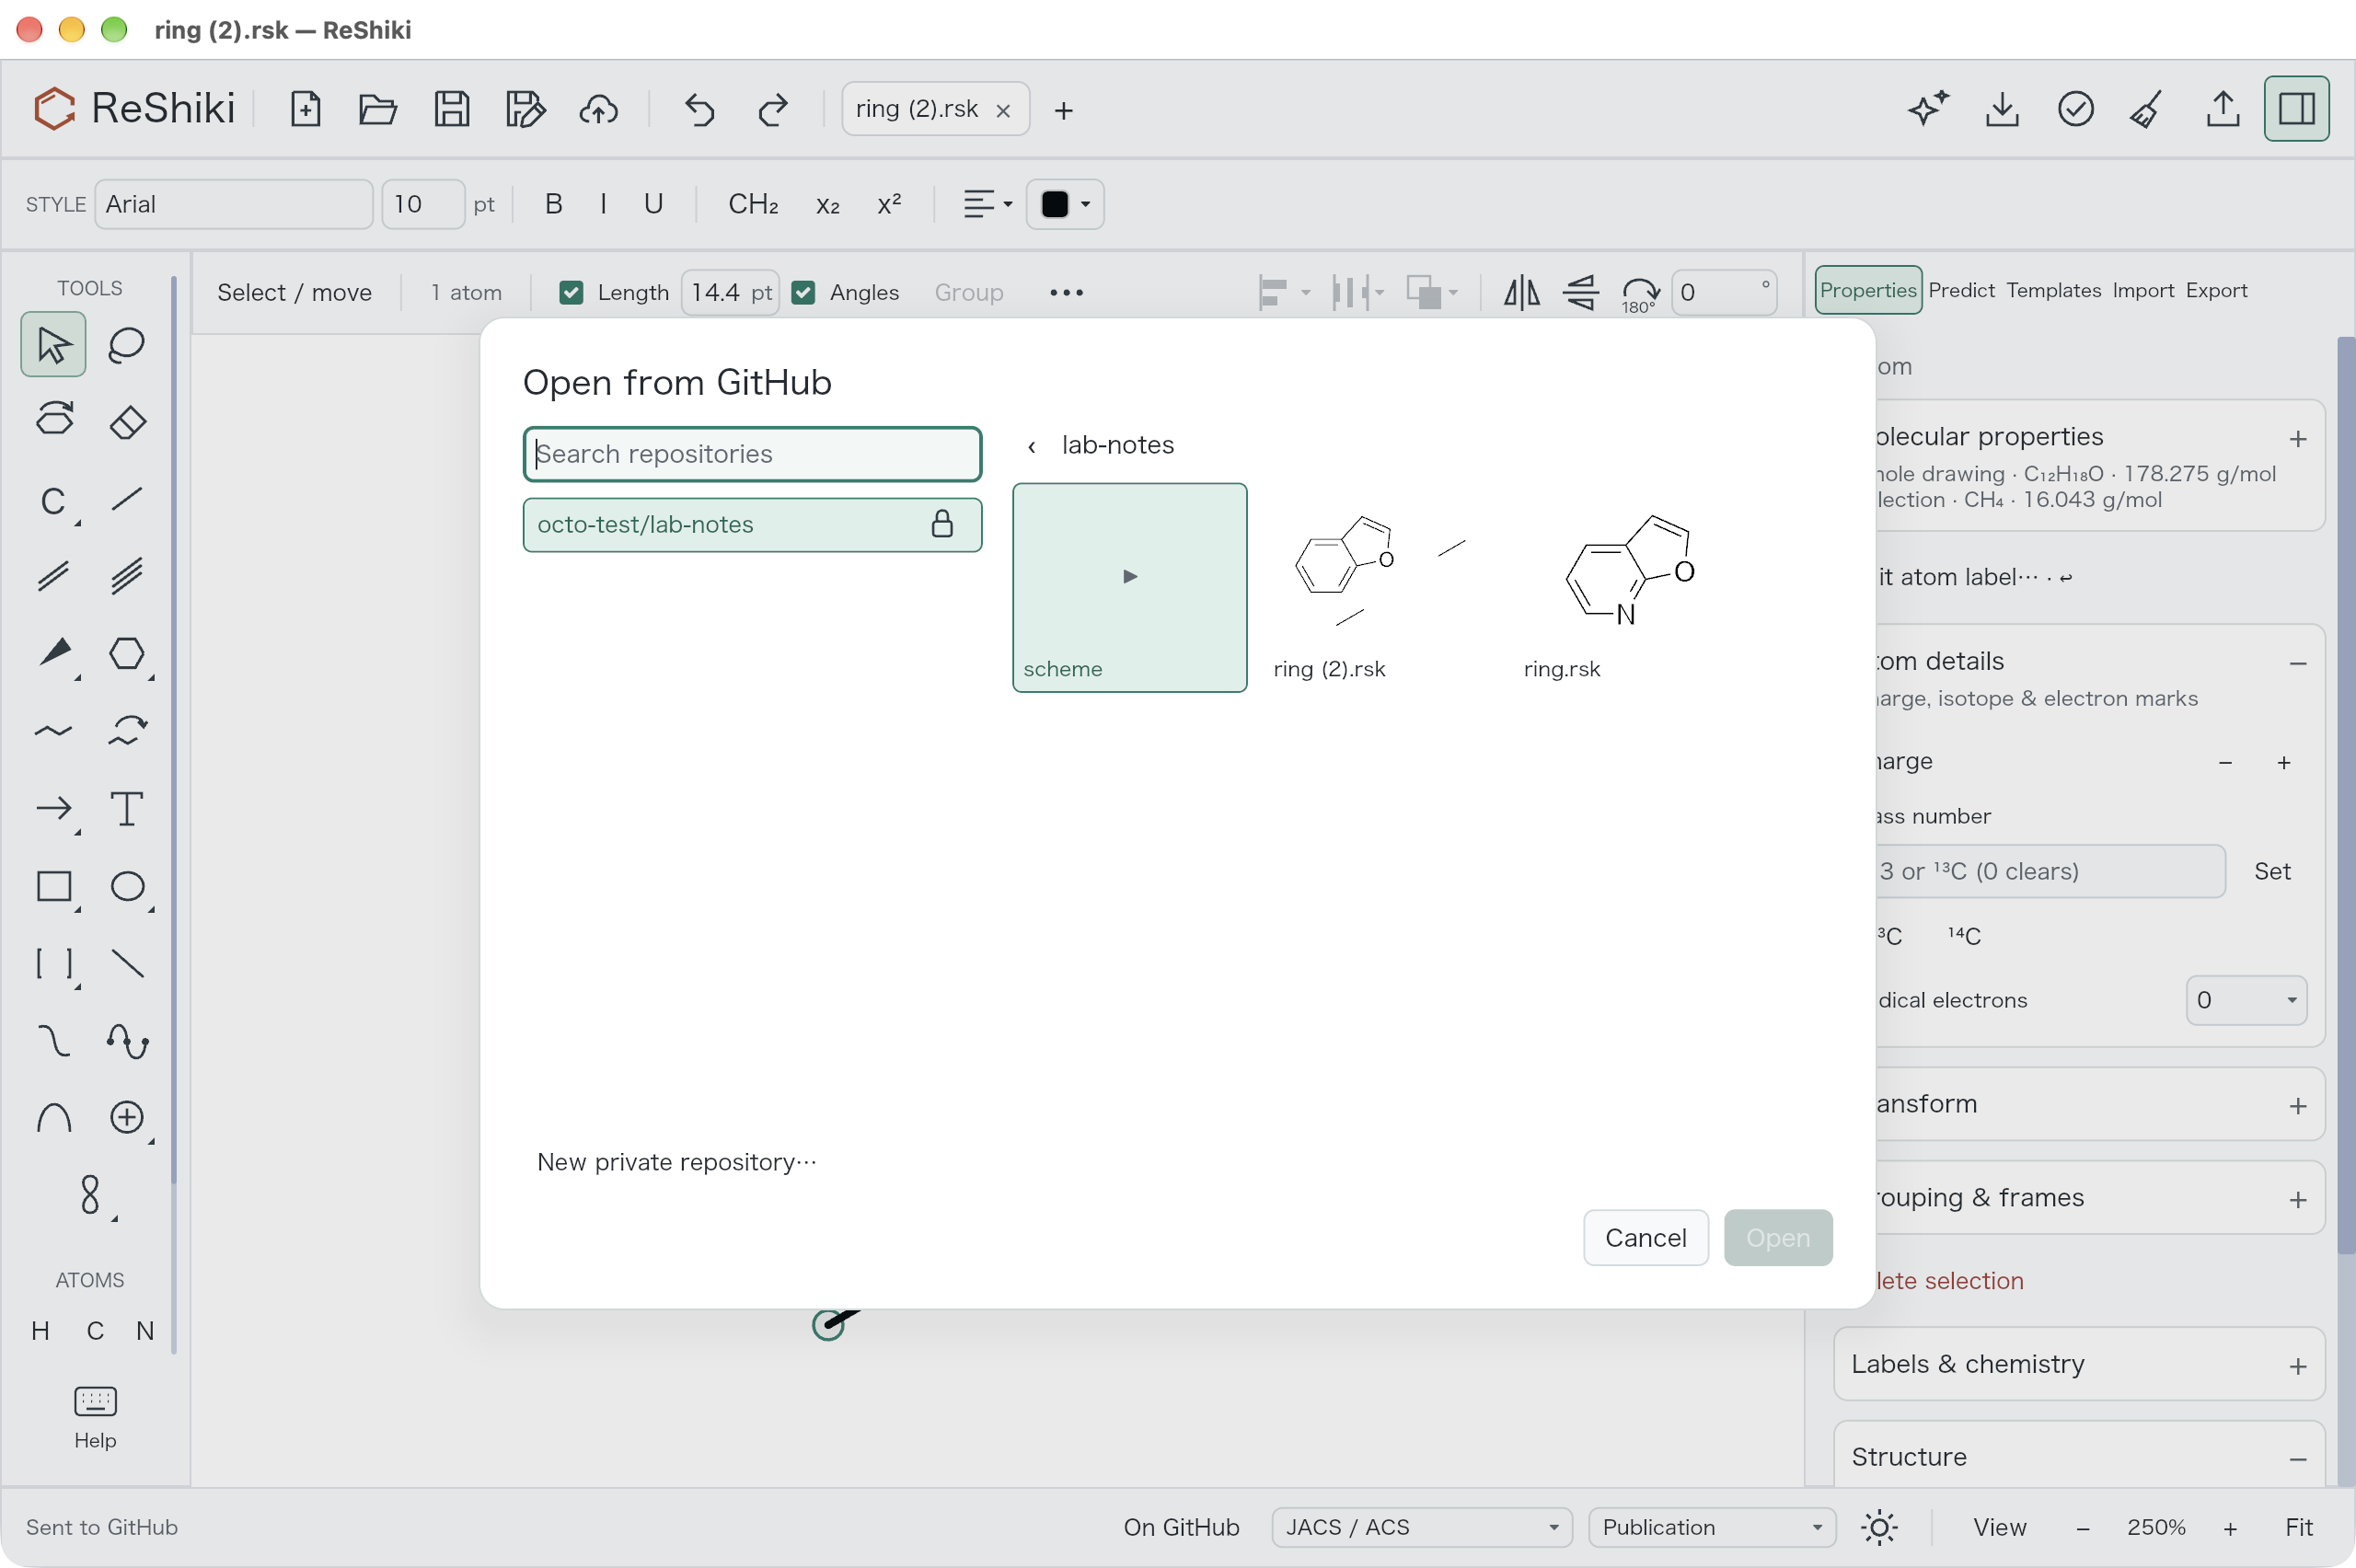 ring (2).rsk — ReShiki
ReShiki
ring (2).rsk ×
+
STYLE Arial 10 pt B I U CH₂ x₂ x²
TOOLS
Select / move 1 atom Length 14.4 pt Angles Group ••• 180° 0 °
Properties Predict Templates Import Export
Open from GitHub
Search repositories
octo-test/lab-notes
‹ lab-notes
scheme
O
ring (2).rsk
O
N
ring.rsk
New private repository…
Cancel Open
om
olecular properties +
hole drawing · C₁₂H₁₈O · 178.275 g/mol
lection · CH₄ · 16.043 g/mol
it atom label… · ↩
tom details −
arge, isotope & electron marks
harge − +
ass number
3 or ¹³C (0 clears) Set
³C ¹⁴C
dical electrons 0
ansform +
rouping & frames +
lete selection
Labels & chemistry +
Structure −
C
T
[ ]
ATOMS
H C N
Help
Sent to GitHub On GitHub JACS / ACS Publication View − 250% + Fit